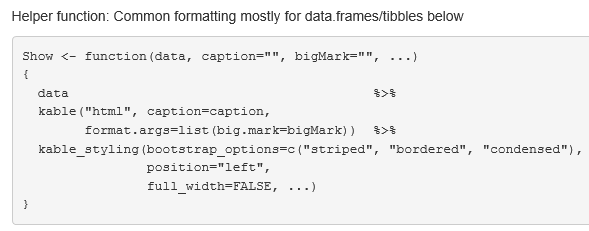 Helper function: Common formatting mostly for data.frames/tibbles below
Show <- function(data, caption="", bigMark="", ...)
{
  data                                         %>%
  kable("html", caption=caption,
        format.args=list(big.mark=bigMark))  %>%
  kable_styling(bootstrap_options=c("striped", "bordered", "condensed"),
                position="left",
                full_width=FALSE, ...)
}